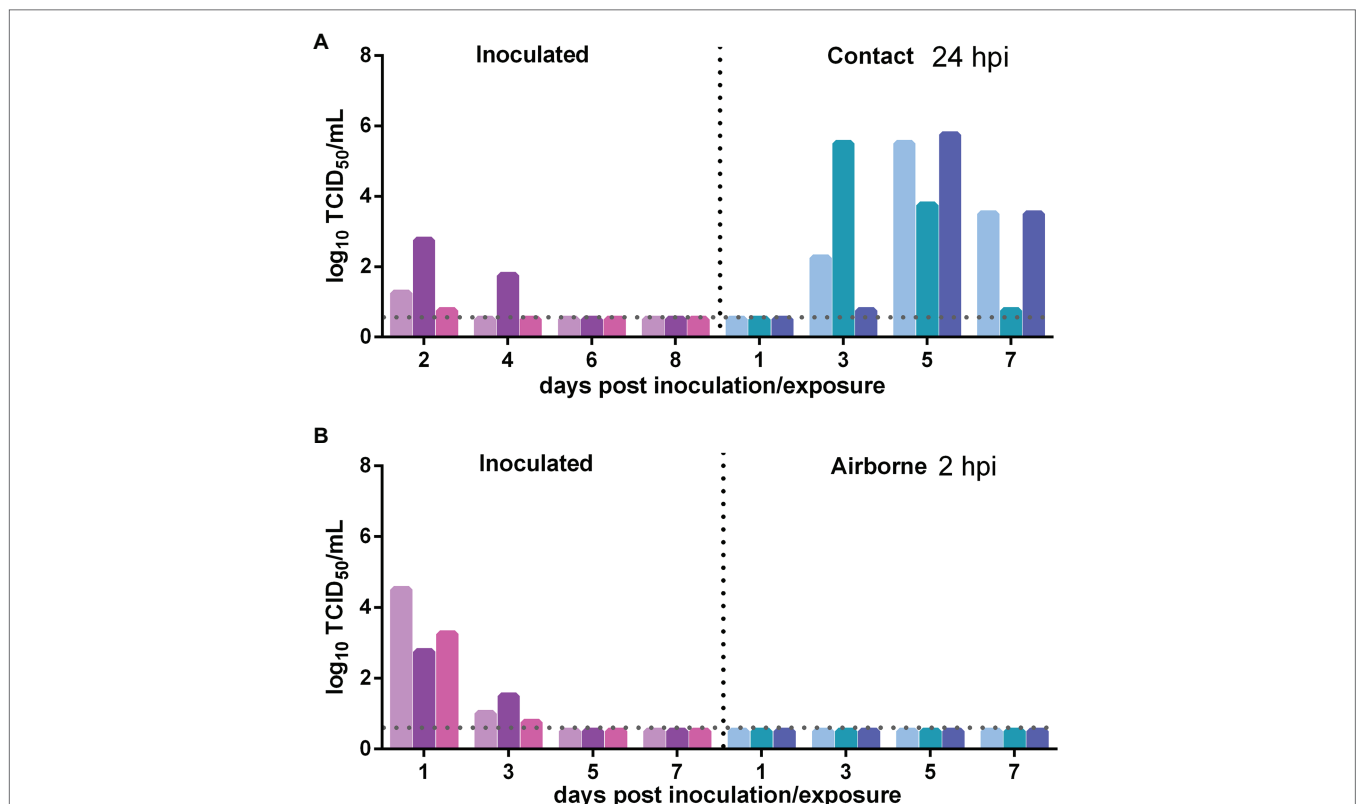 A
Inoculated
Contact 24 hpi
log10 TCID50/mL
8
6
4
2
0
2 4 6 8 1 3 5 7
days post inoculation/exposure
B
Inoculated
Airborne 2 hpi
log10 TCID50/mL
8
6
4
2
0
1 3 5 7 1 3 5 7
days post inoculation/exposure